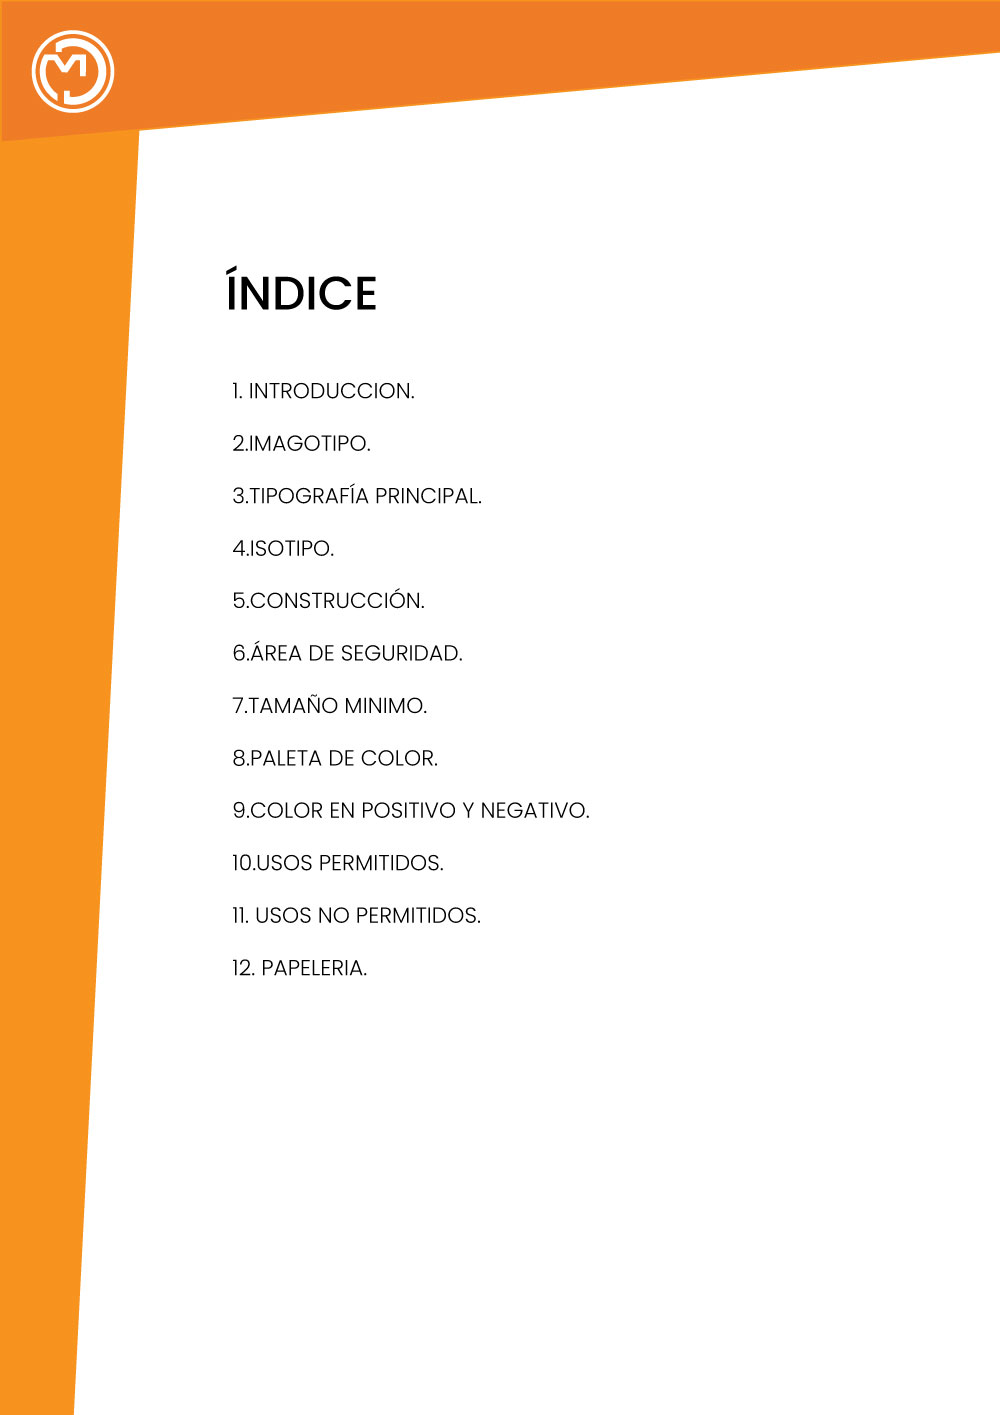 ÍNDICE
1. INTRODUCCION.
2.IMAGOTIPO.
3.TIPOGRAFÍA PRINCIPAL.
4.ISOTIPO.
5.CONSTRUCCIÓN.
6.ÁREA DE SEGURIDAD.
7.TAMAÑO MINIMO.
8.PALETA DE COLOR.
9.COLOR EN POSITIVO Y NEGATIVO.
10.USOS PERMITIDOS.
11. USOS NO PERMITIDOS.
12. PAPELERIA.